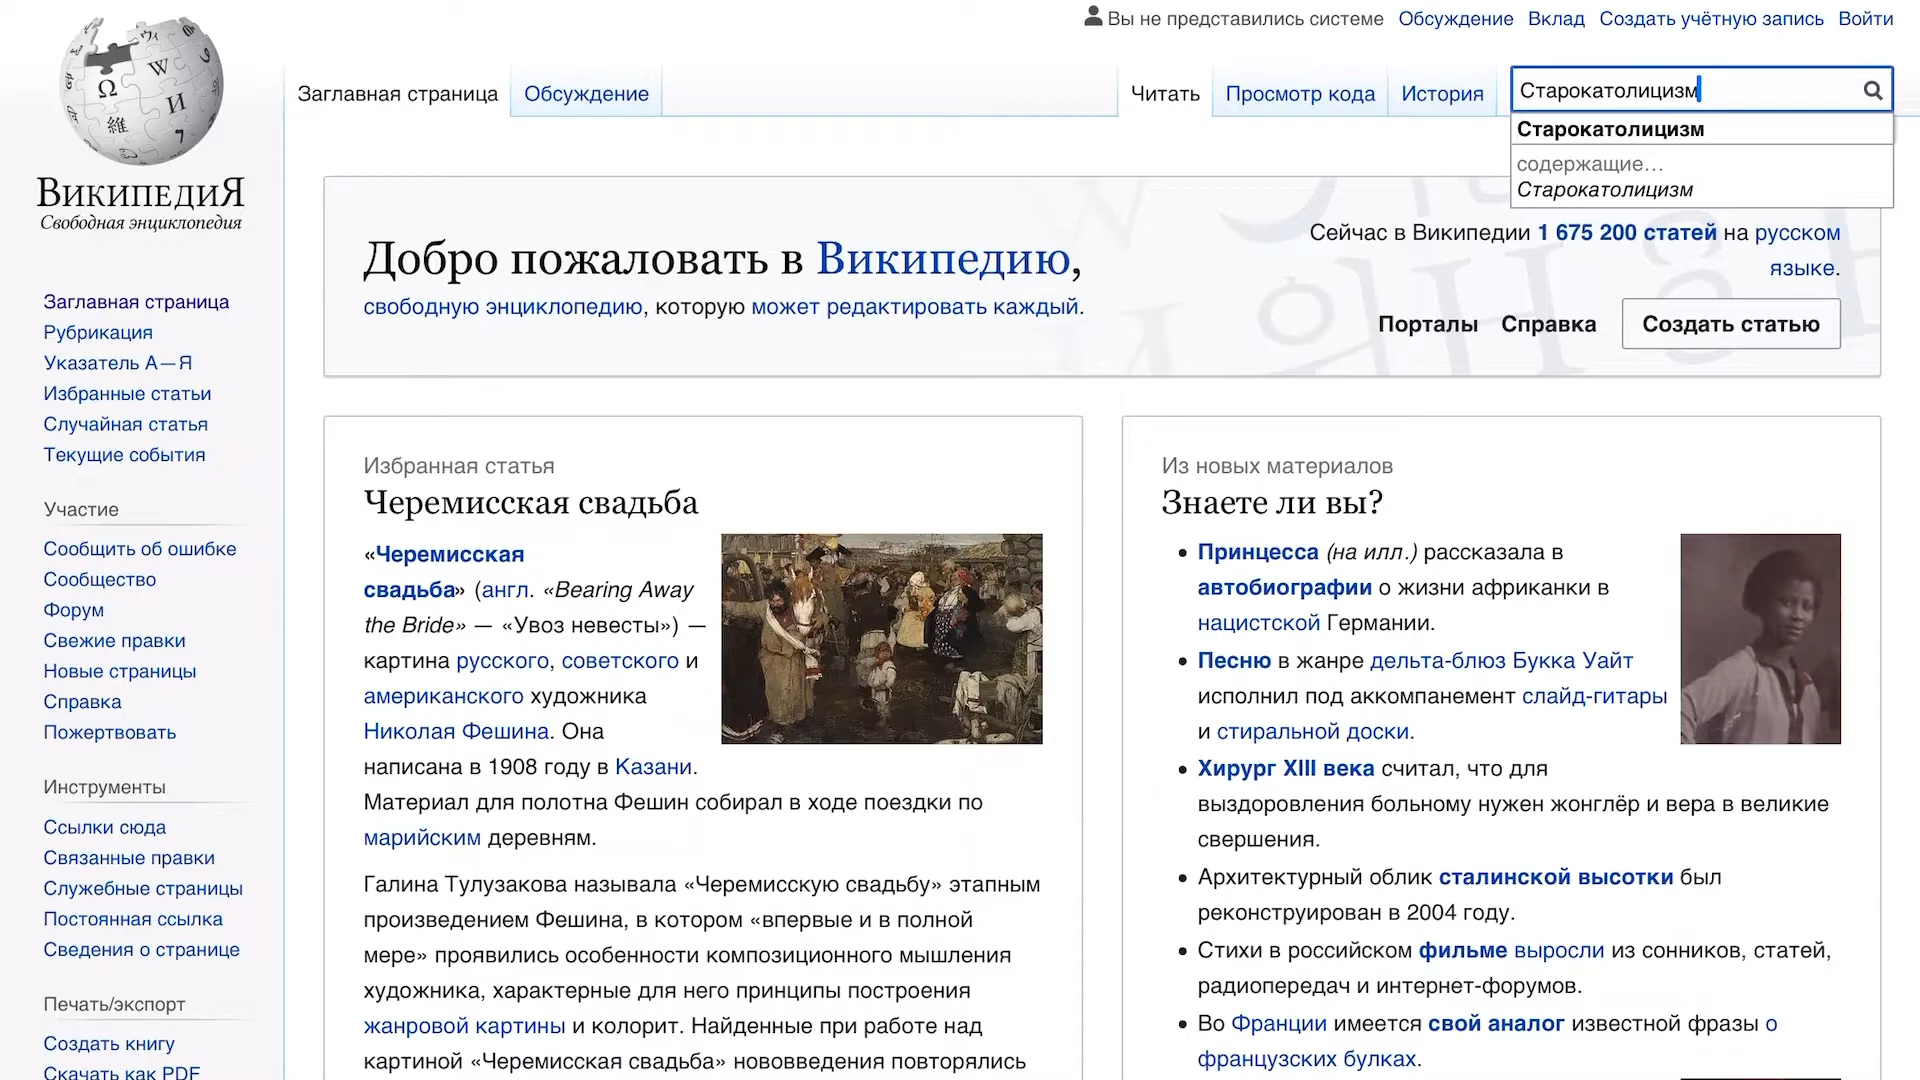 Вы не представились системе Обсуждение Вклад Создать учётную запись Войти
Заглавная страница Обсуждение Читать Просмотр кода История Старокатолицизм
Старокатолицизм
содержащие…
Старокатолицизм
ВикипедиЯ
Свободная энциклопедия
Заглавная страница
Рубрикация
Указатель А—Я
Избранные статьи
Случайная статья
Текущие события
Участие
Сообщить об ошибке
Сообщество
Форум
Свежие правки
Новые страницы
Справка
Пожертвовать
Инструменты
Ссылки сюда
Связанные правки
Служебные страницы
Постоянная ссылка
Сведения о странице
Печать/экспорт
Создать книгу
Скачать как PDF
Добро пожаловать в Википедию,
свободную энциклопедию, которую может редактировать каждый.
Сейчас в Википедии 1 675 200 статей на русском
языке.
Порталы Справка Создать статью
Избранная статья
Черемисская свадьба
«Черемисская
свадьба» (англ. «Bearing Away
the Bride» — «Увоз невесты») —
картина русского, советского и
американского художника
Николая Фешина. Она
написана в 1908 году в Казани.
Материал для полотна Фешин собирал в ходе поездки по
марийским деревням.
Галина Тулузакова называла «Черемисскую свадьбу» этапным
произведением Фешина, в котором «впервые и в полной
мере» проявились особенности композиционного мышления
художника, характерные для него принципы построения
жанровой картины и колорит. Найденные при работе над
картиной «Черемисская свадьба» нововведения повторялись
Из новых материалов
Знаете ли вы?
Принцесса (на илл.) рассказала в
автобиографии о жизни африканки в
нацистской Германии.
Песню в жанре дельта-блюз Букка Уайт
исполнил под аккомпанемент слайд-гитары
и стиральной доски.
Хирург XIII века считал, что для
выздоровления больному нужен жонглёр и вера в великие
свершения.
Архитектурный облик сталинской высотки был
реконструирован в 2004 году.
Стихи в российском фильме выросли из сонников, статей,
радиопередач и интернет-форумов.
Во Франции имеется свой аналог известной фразы о
французских булках.